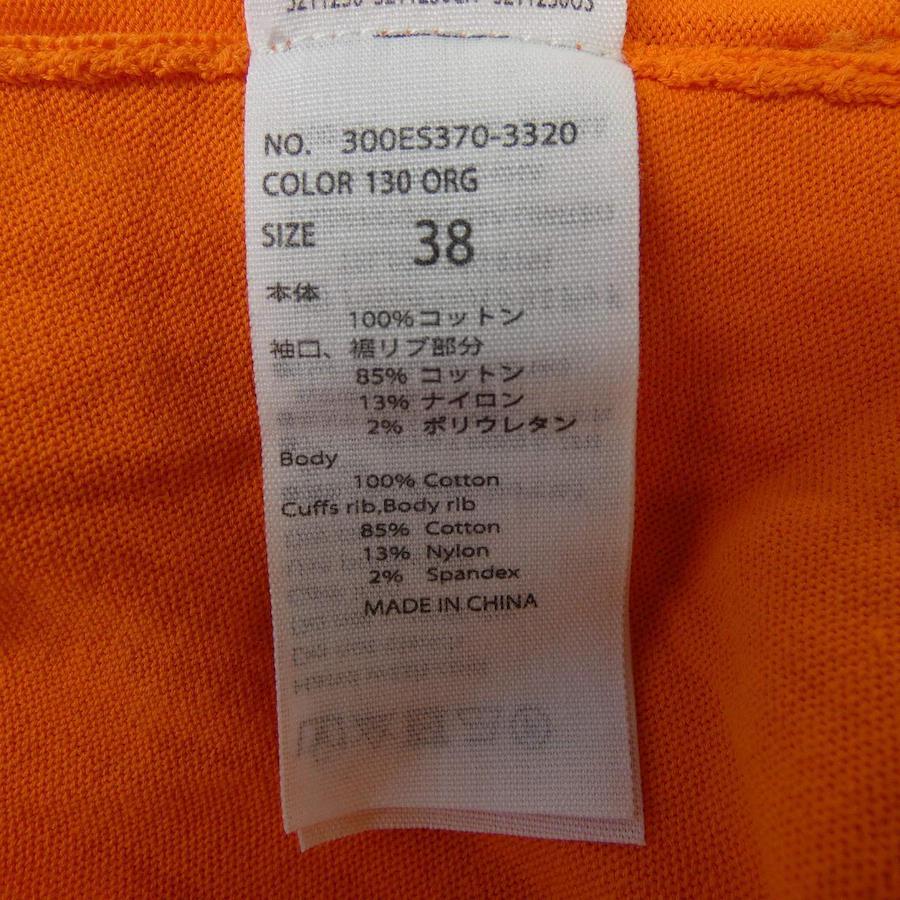 NO. 300ES370-3320
COLOR 130 ORG
SIZE 38
本体
100%コットン
袖口、裾リブ部分
85% コットン
13% ナイロン
2% ポリウレタン
Body
100% Cotton
Cuffs rib,Body rib
85% Cotton
13% Nylon
2% Spandex
MADE IN CHINA